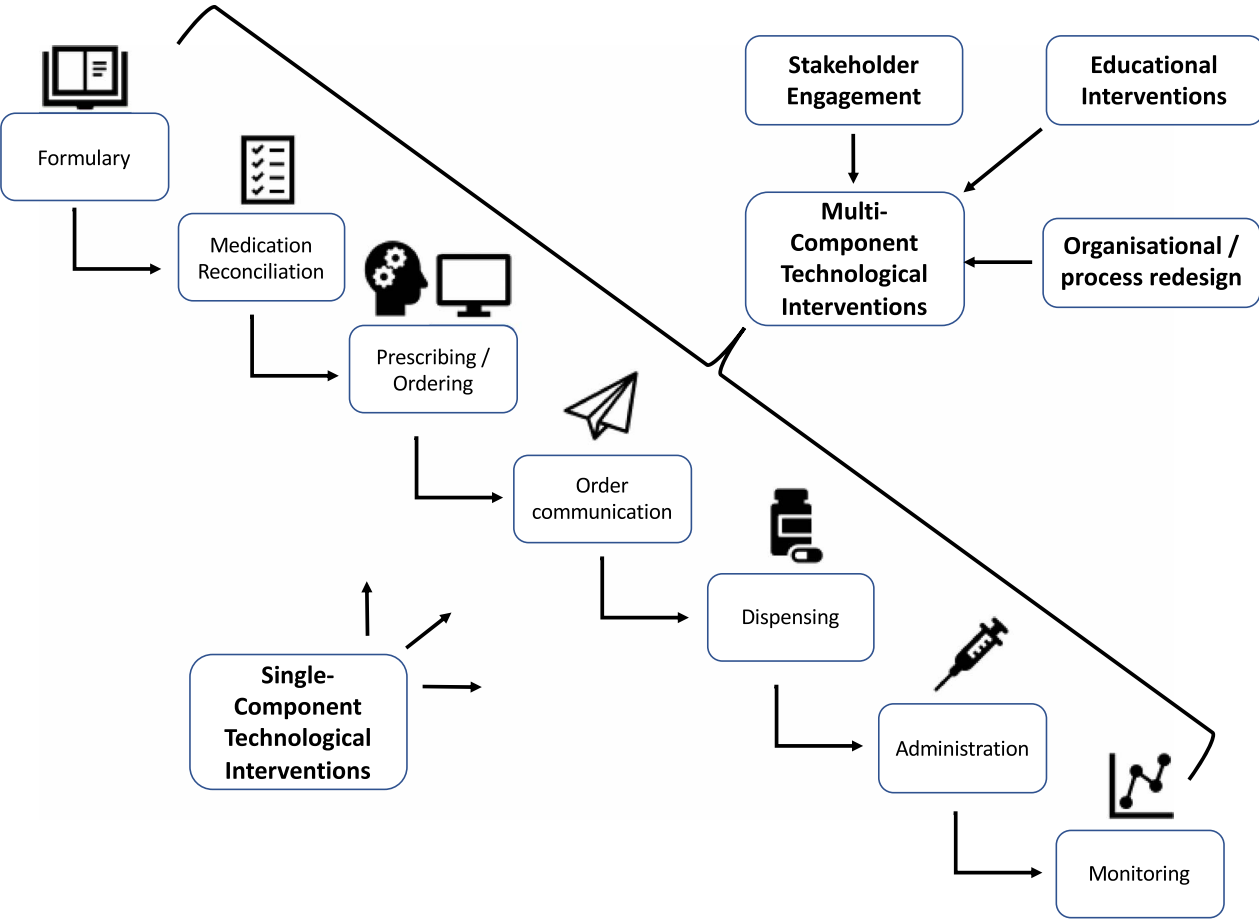 Formulary
Medication
Reconciliation
Prescribing /
Ordering
Order
communication
Dispensing
Administration
Monitoring
Stakeholder
Engagement
Educational
Interventions
Multi-
Component
Technological
Interventions
Organisational /
process redesign
Single-
Component
Technological
Interventions